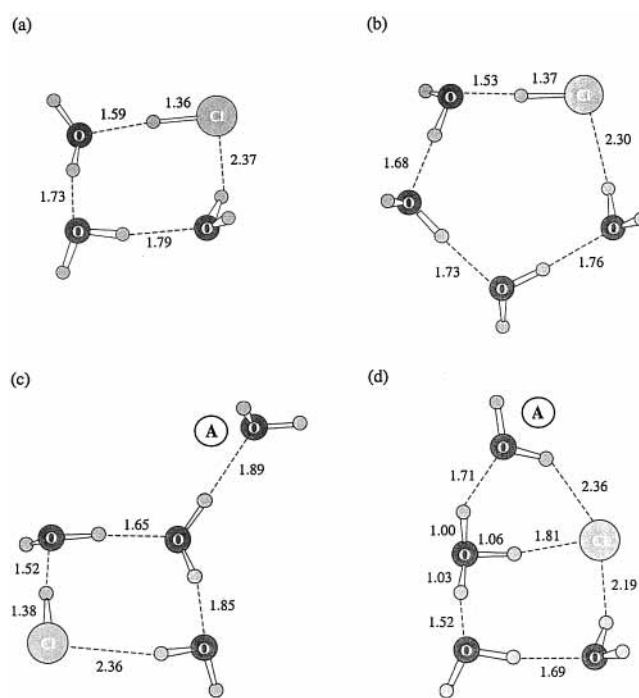 (a)
1.59
1.36
O
Cl
2.37
1.73
O
1.79
O
(b)
1.53
1.37
O
Cl
2.30
1.68
O
O
1.73
1.76
O
(c)
A
O
1.89
1.65
O
O
1.52
1.38
1.85
Cl
2.36
O
(d)
A
O
1.71
2.36
1.00
1.06
1.81
O
1.03
2.19
1.52
O
1.69
O